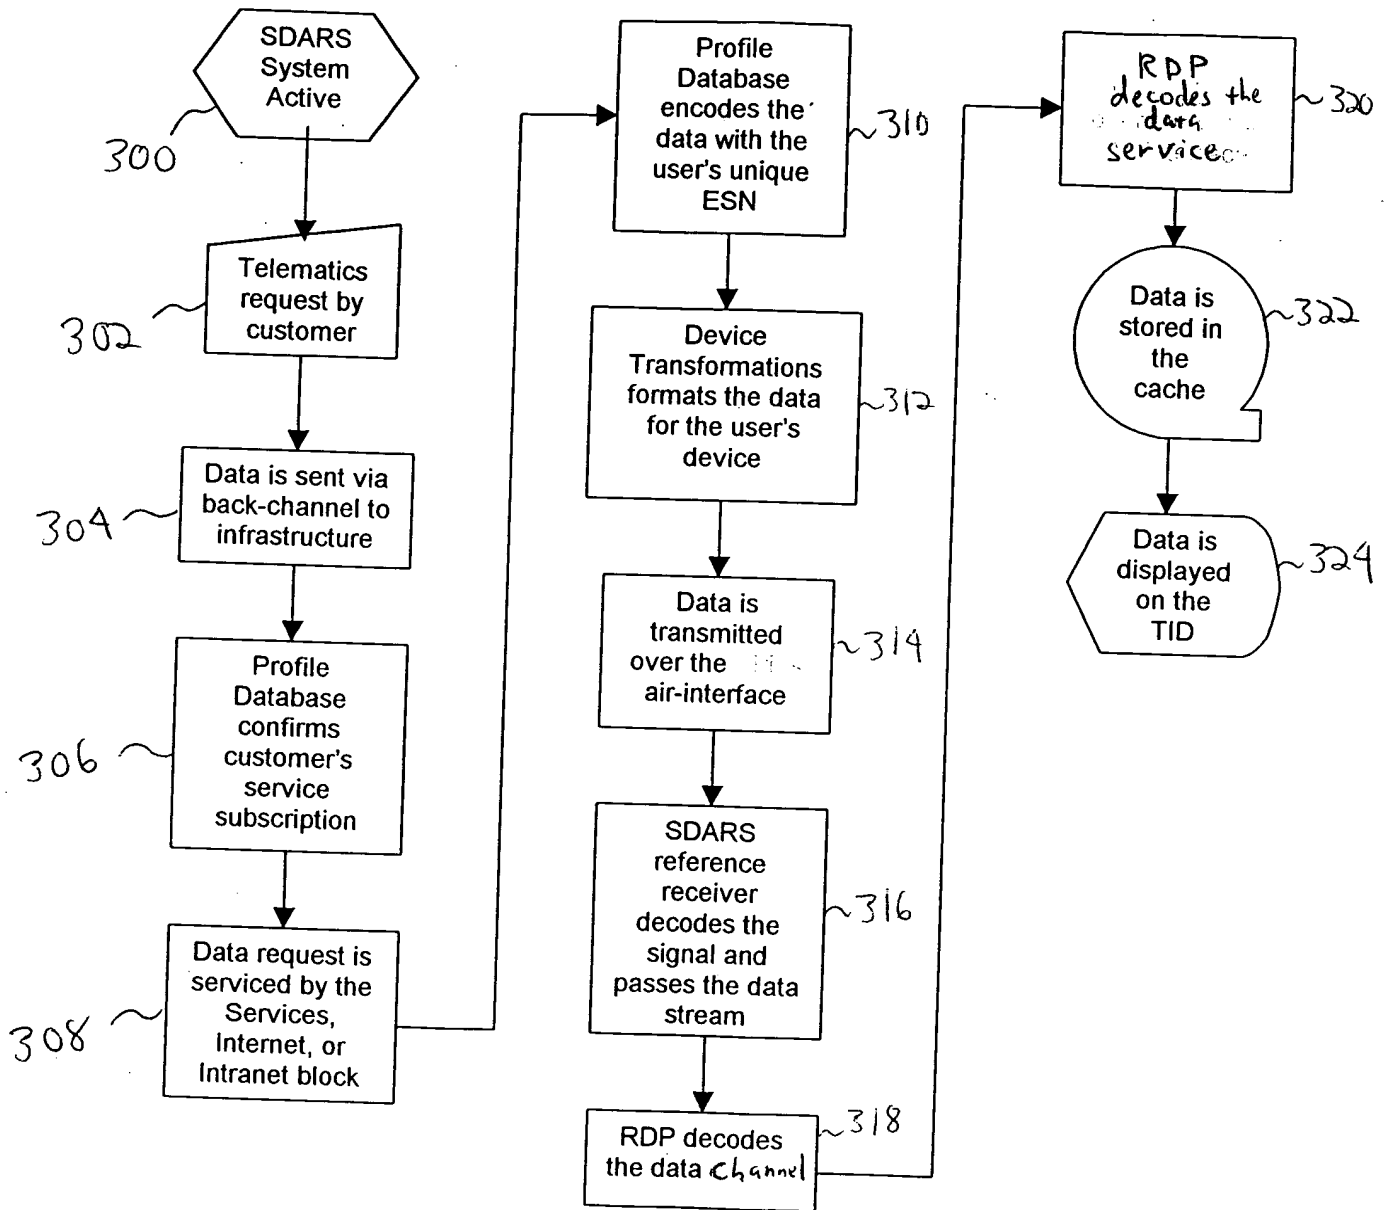 SDARS
System
Active
300
Telematics
request by
customer
302
Data is sent via
back-channel to
infrastructure
304
Profile
Database
confirms
customer's
service
subscription
306
Data request is
serviced by the
Services,
Internet, or
Intranet block
308
Profile
Database
encodes the
data with the
user's unique
ESN
310
Device
Transformations
formats the data
for the user's
device
312
Data is
transmitted
over the
air-interface
314
SDARS
reference
receiver
decodes the
signal and
passes the data
stream
316
RDP decodes
the data channel
318
RDP
decodes the
data
service
320
Data is
stored in
the
cache
322
Data is
displayed
on the
TID
324